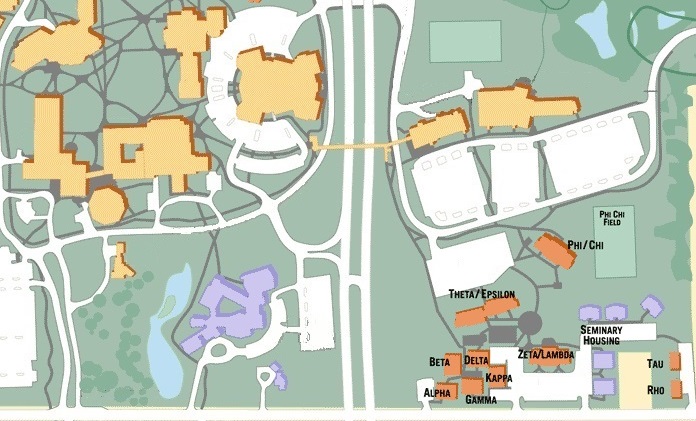 PHI CHI
FIELD
PHI/CHI
THETA/EPSILON
SEMINARY
HOUSING
BETA
DELTA
ZETA/LAMBDA
TAU
KAPPA
ALPHA
GAMMA
RHO